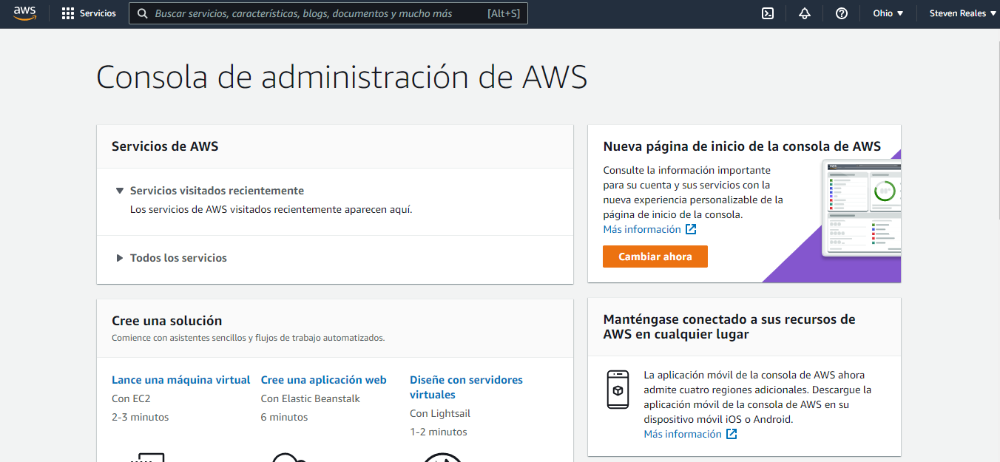 aws
Servicios
Buscar servicios, características, blogs, documentos y mucho más
[Alt+S]
Ohio
Steven Reales
Consola de administración de AWS
Servicios de AWS
Servicios visitados recientemente
Los servicios de AWS visitados recientemente aparecen aquí.
Todos los servicios
Nueva página de inicio de la consola de AWS
Consulte la información importante
para su cuenta y sus servicios con la
nueva experiencia personalizable de la
página de inicio de la consola.
Más información
Cambiar ahora
Cree una solución
Comience con asistentes sencillos y flujos de trabajo automatizados.
Lance una máquina virtual
Con EC2
2-3 minutos
Cree una aplicación web
Con Elastic Beanstalk
6 minutos
Diseñe con servidores
virtuales
Con Lightsail
1-2 minutos
Manténgase conectado a sus recursos de
AWS en cualquier lugar
La aplicación móvil de la consola de AWS ahora
admite cuatro regiones adicionales. Descargue la
aplicación móvil de la consola de AWS en su
dispositivo móvil iOS o Android.
Más información